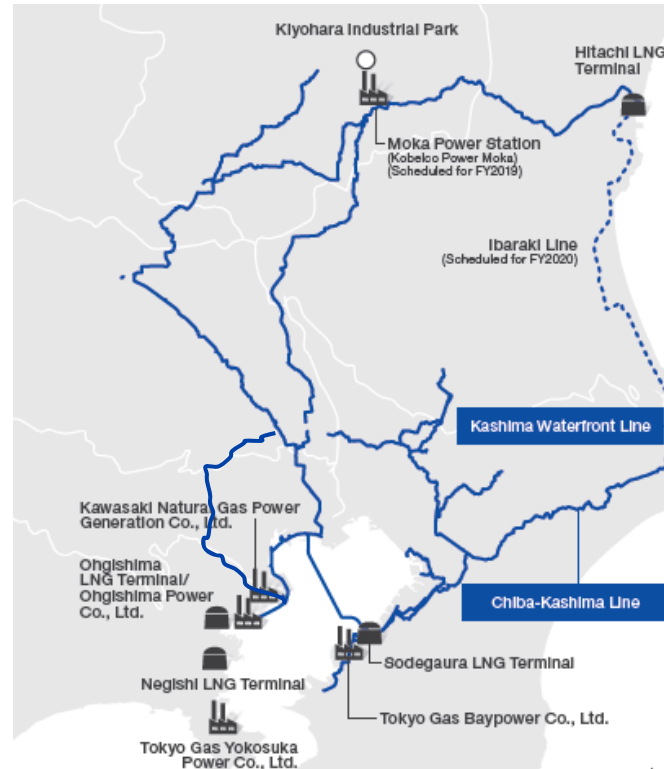 Kiyohara Industrial Park
Hitachi LNG
Terminal
Moka Power Station
(Kobelco Power Moka)
(Scheduled for FY2019)
Ibaraki Line
(Scheduled for FY2020)
Kashima Waterfront Line
Kawasaki Natural Gas Power
Generation Co., Ltd.
Ohgishima
LNG Terminal/
Ohgishima Power
Co., Ltd.
Chiba-Kashima Line
Sodegaura LNG Terminal
Negishi LNG Terminal
Tokyo Gas Baypower Co., Ltd.
Tokyo Gas Yokosuka
Power Co., Ltd.